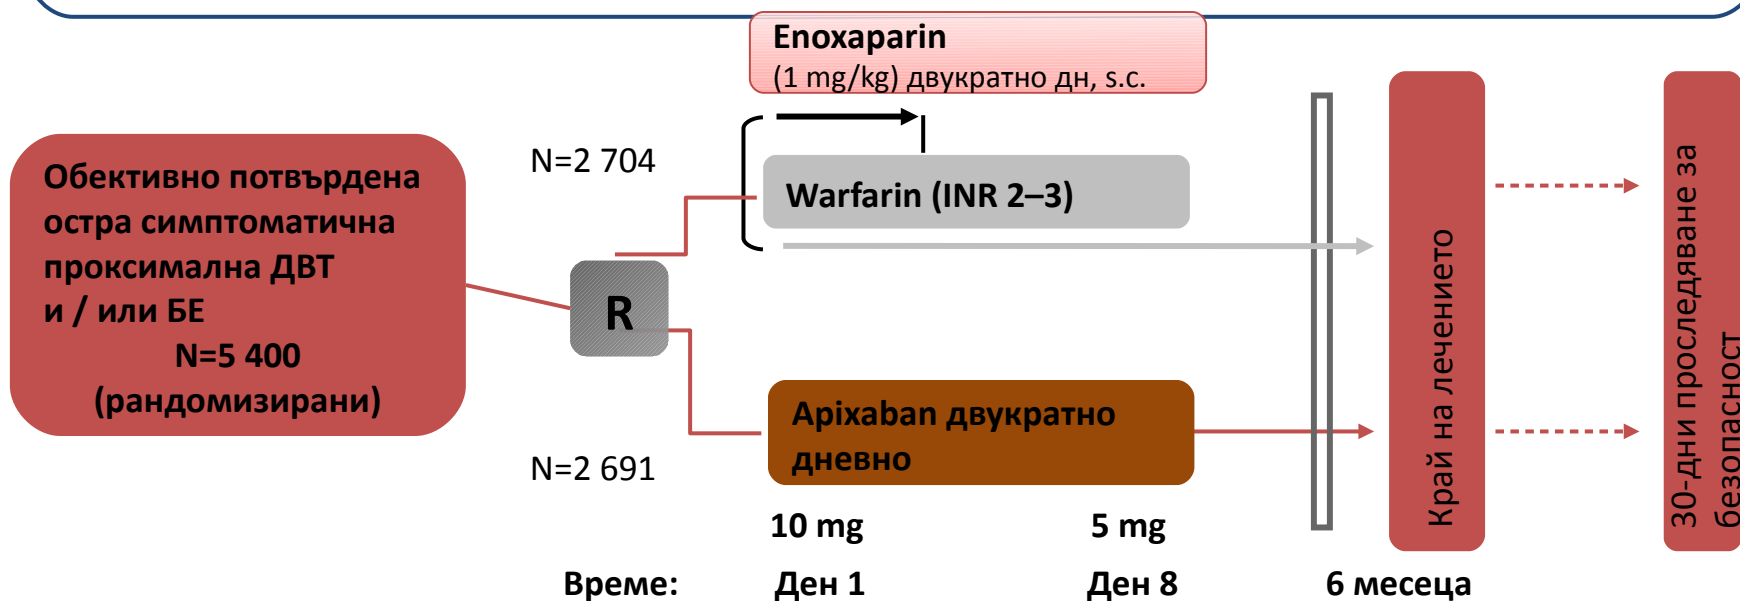 Enoxaparin
(1 mg/kg) двукратно дн, s.c.
N=2 704
Обективно потвърдена
остра симптоматична
проксимална ДВТ
и / или БЕ
N=5 400
(рандомизирани)
Warfarin (INR 2–3)
R
Apixaban двукратно
дневно
N=2 691
10 mg
5 mg
Време:
Ден 1
Ден 8
6 месеца
Край на лечението
30-дни проследяване за
безопасност